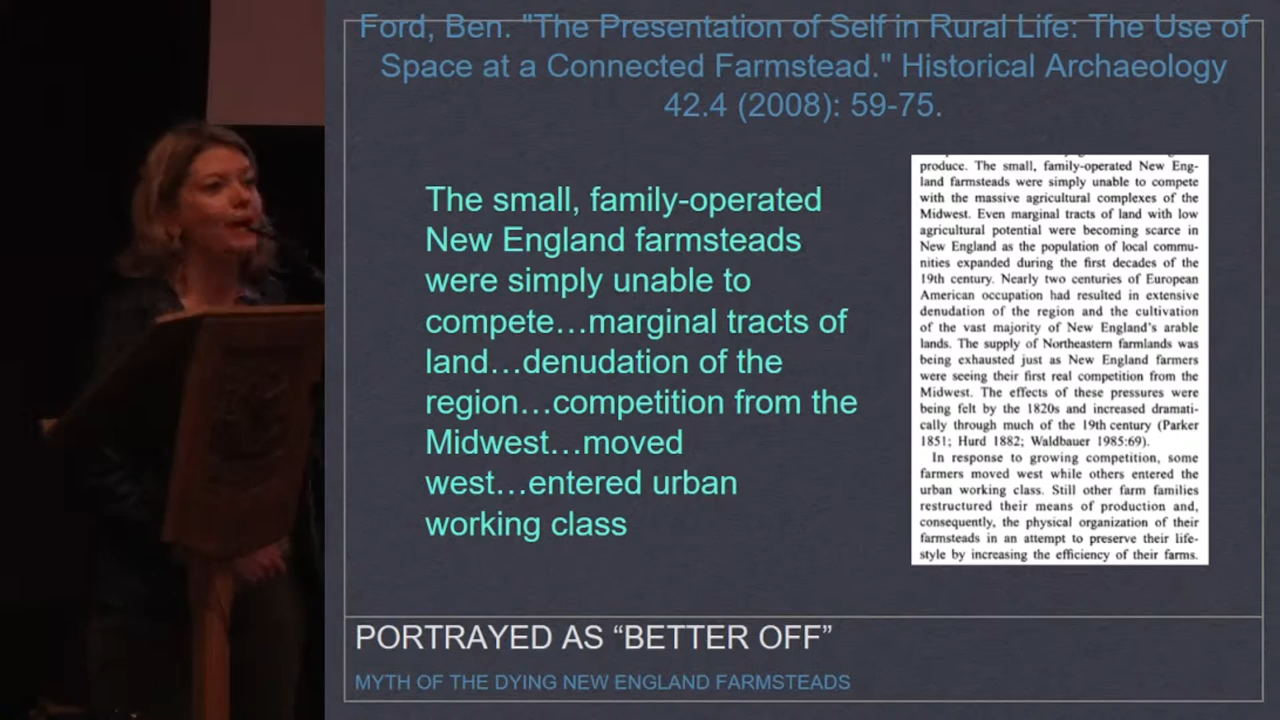 Ford, Ben. "The Presentation of Self in Rural Life: The Use of
Space at a Connected Farmstead." Historical Archaeology
42.4 (2008): 59-75.
The small, family-operated
New England farmsteads
were simply unable to
compete…marginal tracts of
land…denudation of the
region…competition from the
Midwest…moved
west…entered urban
working class
produce. The small, family-operated New Eng-
land farmsteads were simply unable to compete
with the massive agricultural complexes of the
Midwest. Even marginal tracts of land with low
agricultural potential were becoming scarce in
New England as the population of local commu-
nities expanded during the first decades of the
19th century. Nearly two centuries of European
American occupation had resulted in extensive
denudation of the region and the cultivation
of the vast majority of New England's arable
lands. The supply of Northeastern farmlands was
being exhausted just as New England farmers
were seeing their first real competition from the
Midwest. The effects of these pressures were
being felt by the 1820s and increased dramati-
cally through much of the 19th century (Parker
1851; Hurd 1882; Waldbauer 1985:69).
In response to growing competition, some
farmers moved west while others entered the
urban working class. Still other farm families
restructured their means of production and,
consequently, the physical organization of their
farmsteads in an attempt to preserve their life-
style by increasing the efficiency of their farms.
PORTRAYED AS “BETTER OFF”
MYTH OF THE DYING NEW ENGLAND FARMSTEADS